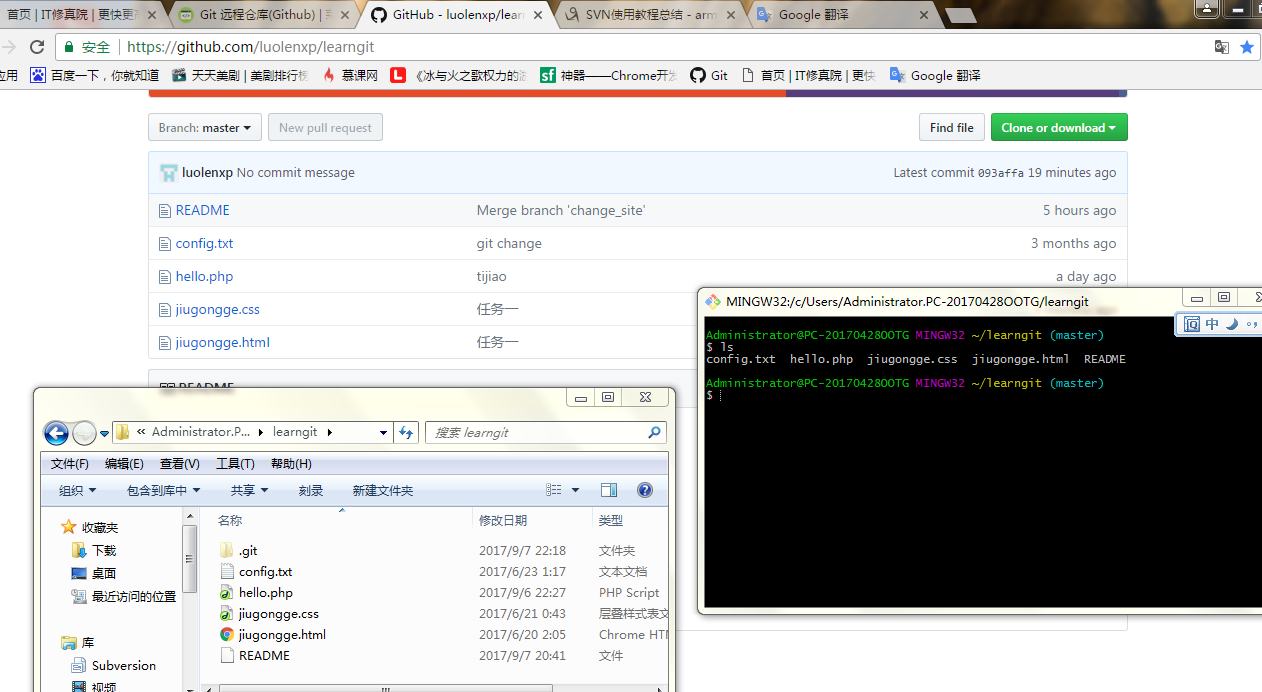 首页 | IT修真院 | 更快更
Git 远程仓库(Github) |
GitHub - luolenxp/learn
SVN使用教程总结 - arm
Google 翻译
安全 https://github.com/luolenxp/learngit
应用 百度一下，你就知道 天天美剧 | 美剧排行榜 慕课网 《冰与火之歌权力的游 神器——Chrome开发 Git 首页 | IT修真院 | 更快 Google 翻译
Branch: master New pull request Find file Clone or download
luolenxp No commit message Latest commit 093affa 19 minutes ago
README Merge branch 'change_site' 5 hours ago
config.txt git change 3 months ago
hello.php tijiao a day ago
jiugongge.css 任务一
jiugongge.html 任务一
README
MINGW32:/c/Users/Administrator.PC-20170428OOTG/learngit
中
Administrator@PC-20170428OOTG MINGW32 ~/learngit (master)
$ ls
config.txt hello.php jiugongge.css jiugongge.html README
Administrator@PC-20170428OOTG MINGW32 ~/learngit (master)
$
« Administrator.P... learngit 搜索 learngit
文件(F) 编辑(E) 查看(V) 工具(T) 帮助(H)
组织 包含到库中 共享 刻录 新建文件夹
收藏夹
下载
桌面
最近访问的位置
库
Subversion
视频
名称 修改日期 类型
.git 2017/9/7 22:18 文件夹
config.txt 2017/6/23 1:17 文本文档
hello.php 2017/9/6 22:27 PHP Script
jiugongge.css 2017/6/21 0:43 层叠样式表文
jiugongge.html 2017/6/20 2:05 Chrome HTM
README 2017/9/7 20:41 文件